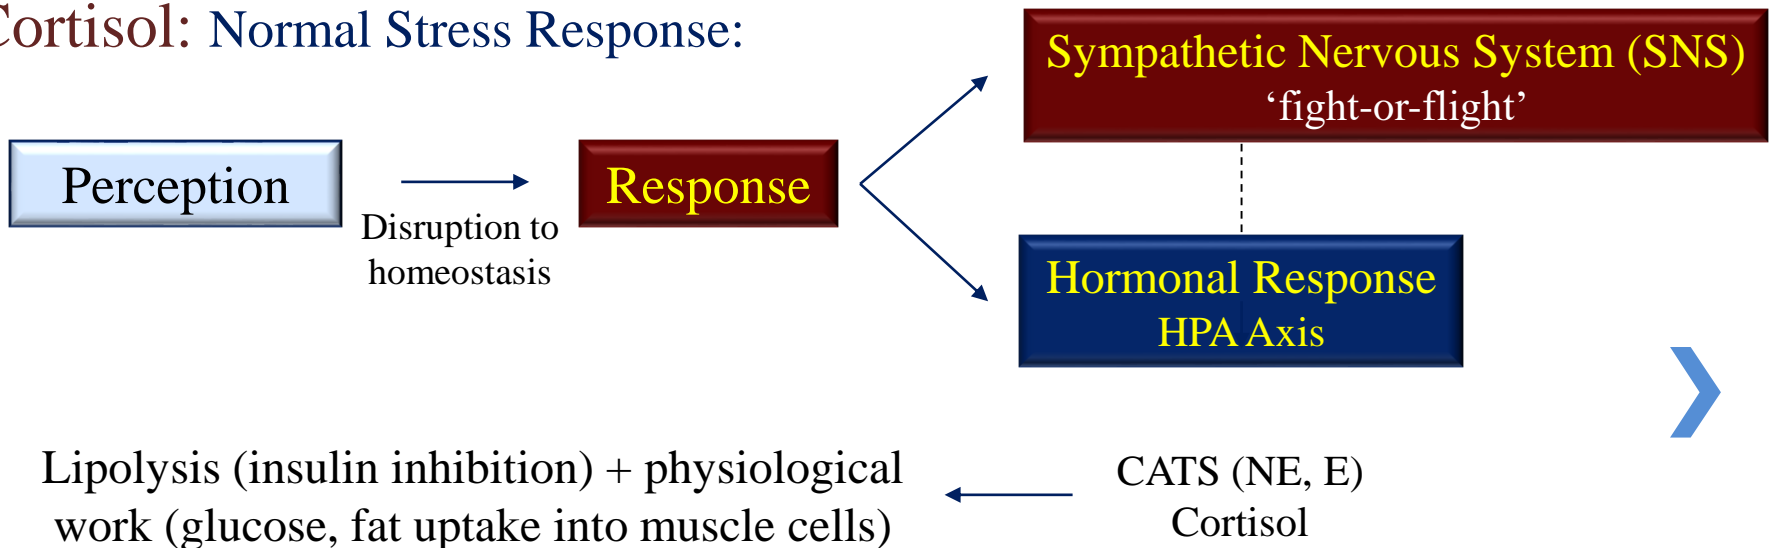 Cortisol: Normal Stress Response:
Sympathetic Nervous System (SNS)
‘fight-or-flight’
Perception
Disruption to
homeostasis
Response
Hormonal Response
HPA Axis
Lipolysis (insulin inhibition) + physiological
work (glucose, fat uptake into muscle cells)
CATS (NE, E)
Cortisol